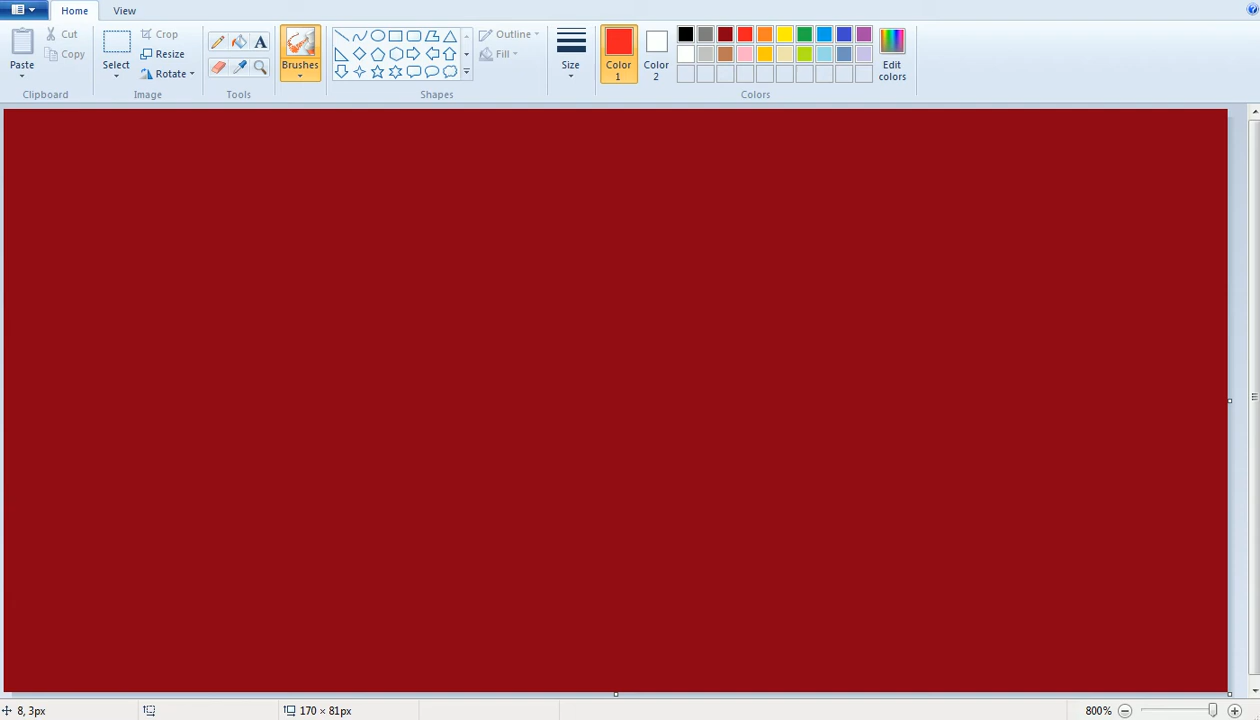 Home View
Paste Cut Copy Clipboard
Select Crop Resize Rotate Image
A Tools
Brushes
Outline Fill Shapes
Size
Color 1 Color 2 Edit colors Colors
8, 3px 170 × 81px 800%